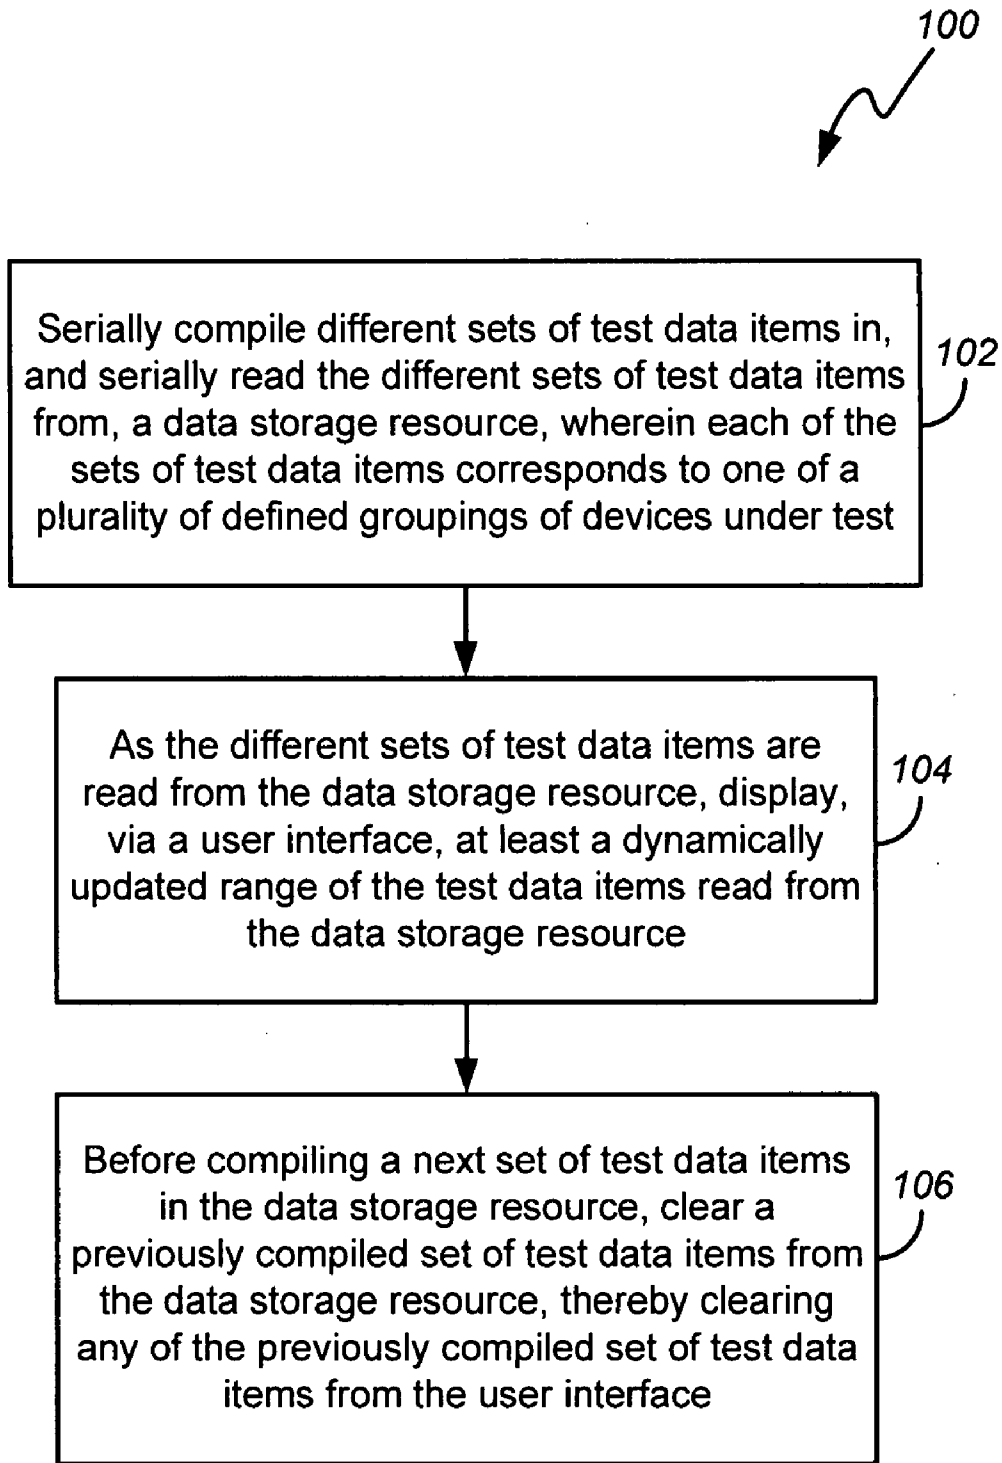 100
Serially compile different sets of test data items in,
and serially read the different sets of test data items
from, a data storage resource, wherein each of the
sets of test data items corresponds to one of a
plurality of defined groupings of devices under test
102
As the different sets of test data items are
read from the data storage resource, display,
via a user interface, at least a dynamically
updated range of the test data items read from
the data storage resource
104
Before compiling a next set of test data items
in the data storage resource, clear a
previously compiled set of test data items from
the data storage resource, thereby clearing
any of the previously compiled set of test data
items from the user interface
106